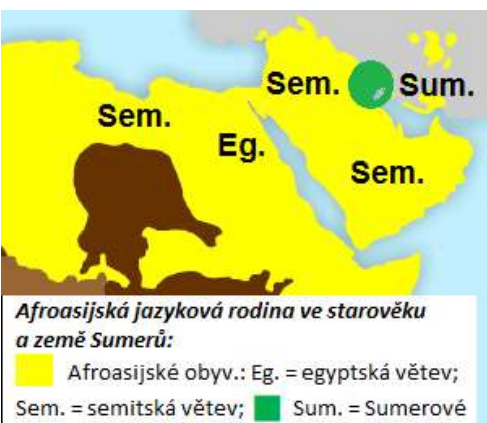 Sem.
Sum.
Sem.
Eg.
Sem.
Afroasijská jazyková rodina ve starověku
a země Sumerů:
Afroasijské obyv.: Eg. = egyptská větev;
Sem. = semitská větev; Sum. = Sumerové